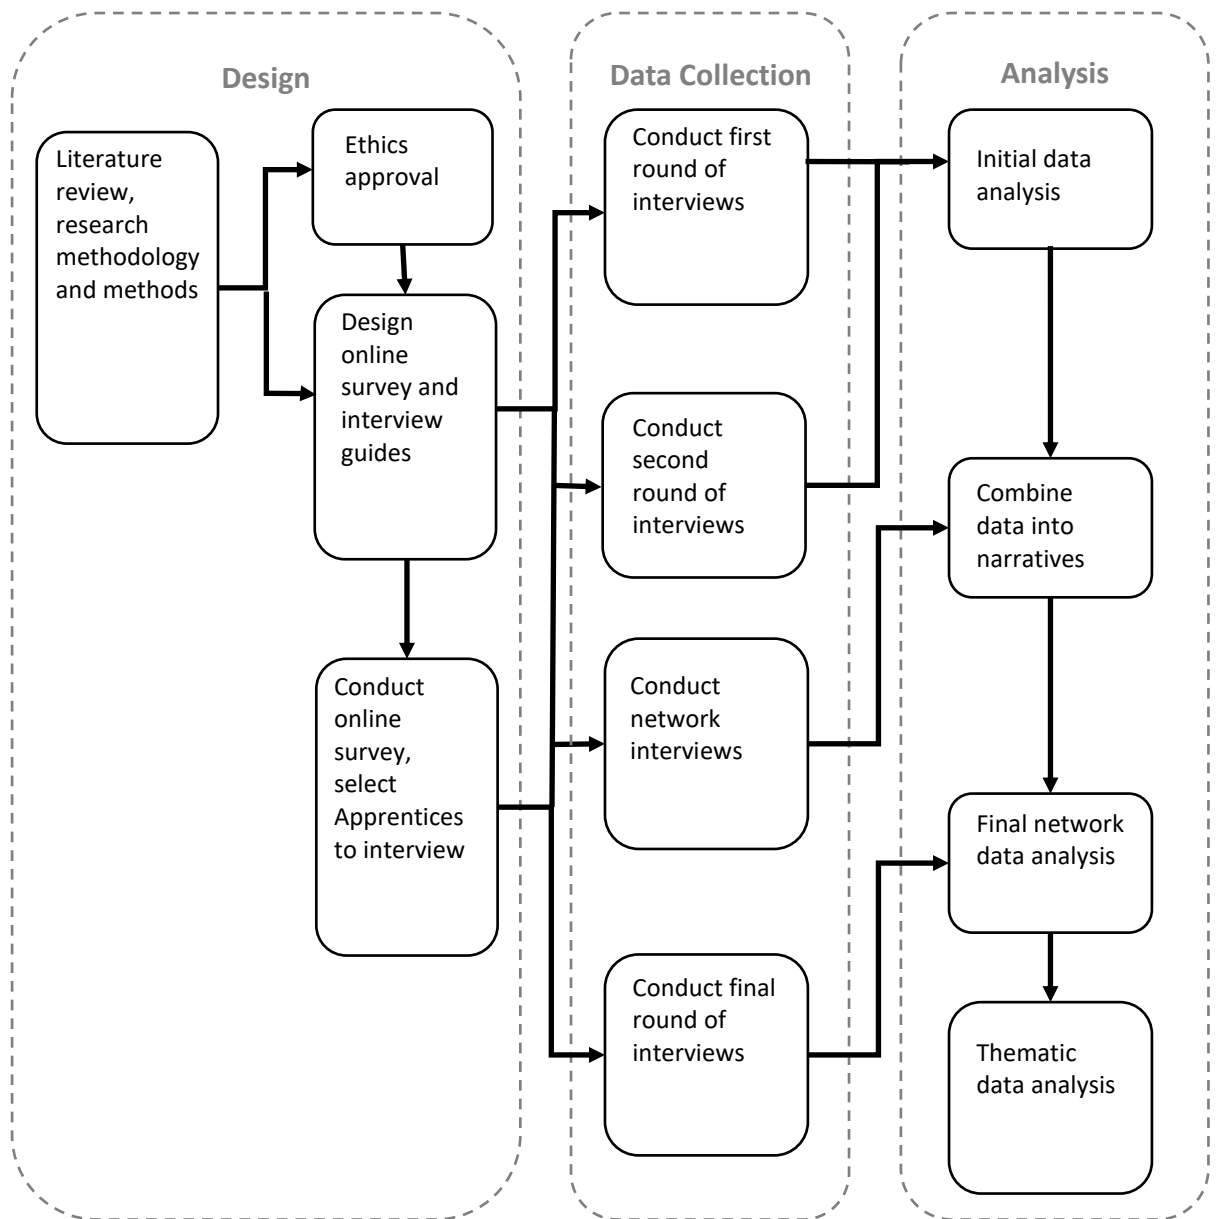 Design
Literature
review,
research
methodology
and methods
Ethics
approval
Design
online
survey and
interview
guides
Conduct
online
survey,
select
Apprentices
to interview
Data Collection
Conduct first
round of
interviews
Conduct
second
round of
interviews
Conduct
network
interviews
Conduct final
round of
interviews
Analysis
Initial data
analysis
Combine
data into
narratives
Final network
data analysis
Thematic
data analysis